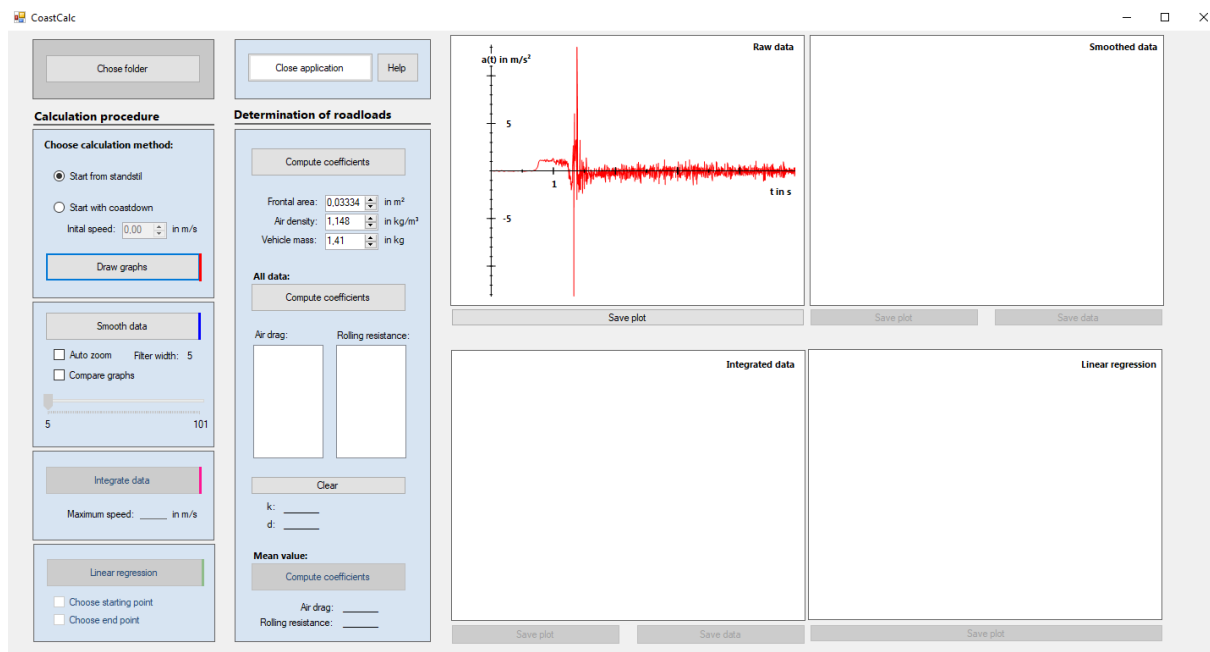 CoastCalc
Chose folder
Calculation procedure
Choose calculation method:
Start from standstil
Start with coastdown
Inital speed: 0,00 in m/s
Draw graphs
Smooth data
Auto zoom Filter width: 5
Compare graphs
5 101
Integrate data
Maximum speed: _____ in m/s
Linear regression
Choose starting point
Choose end point
Close application Help
Determination of roadloads
Compute coefficients
Frontal area: 0,03334 in m²
Air density: 1,148 in kg/m³
Vehicle mass: 1,41 in kg
All data:
Compute coefficients
Air drag: Rolling resistance:
Clear
k: ______
d: ______
Mean value:
Compute coefficients
Air drag: ______
Rolling resistance: ______
Raw data
a(t) in m/s²
5
1
t in s
-5
Save plot
Smoothed data
Save plot Save data
Integrated data
Save plot Save data
Linear regression
Save plot